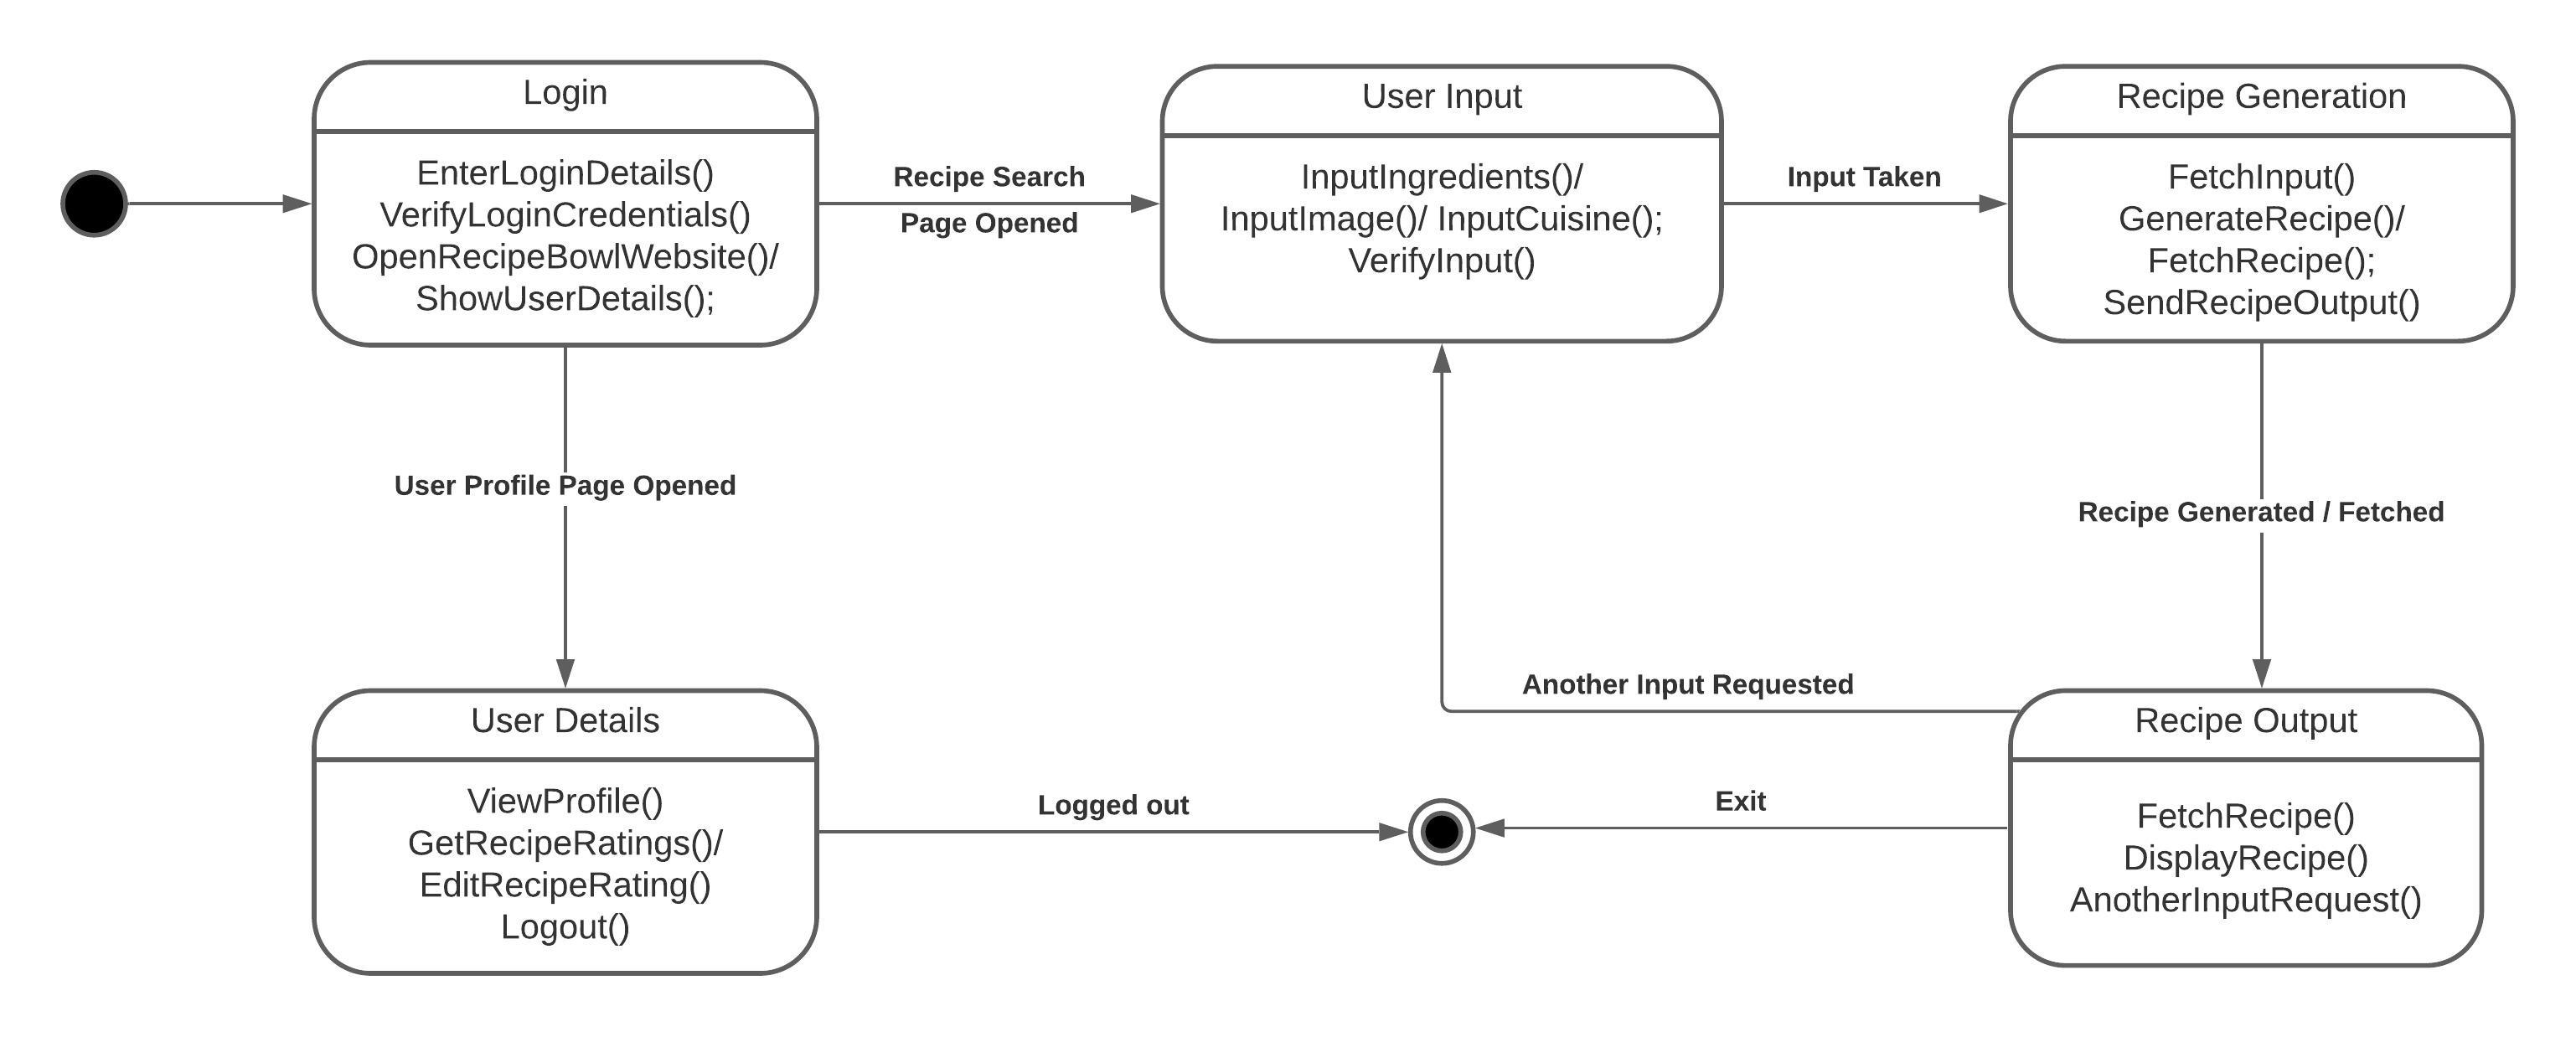 Login
EnterLoginDetails()
VerifyLoginCredentials()
OpenRecipeBowlWebsite()/
ShowUserDetails();
Recipe Search
Page Opened
User Input
InputIngredients()/
InputImage()/ InputCuisine();
VerifyInput()
Input Taken
Recipe Generation
FetchInput()
GenerateRecipe()/
FetchRecipe();
SendRecipeOutput()
User Profile Page Opened
Recipe Generated / Fetched
User Details
ViewProfile()
GetRecipeRatings()/
EditRecipeRating()
Logout()
Logged out
Another Input Requested
Exit
Recipe Output
FetchRecipe()
DisplayRecipe()
AnotherInputRequest()